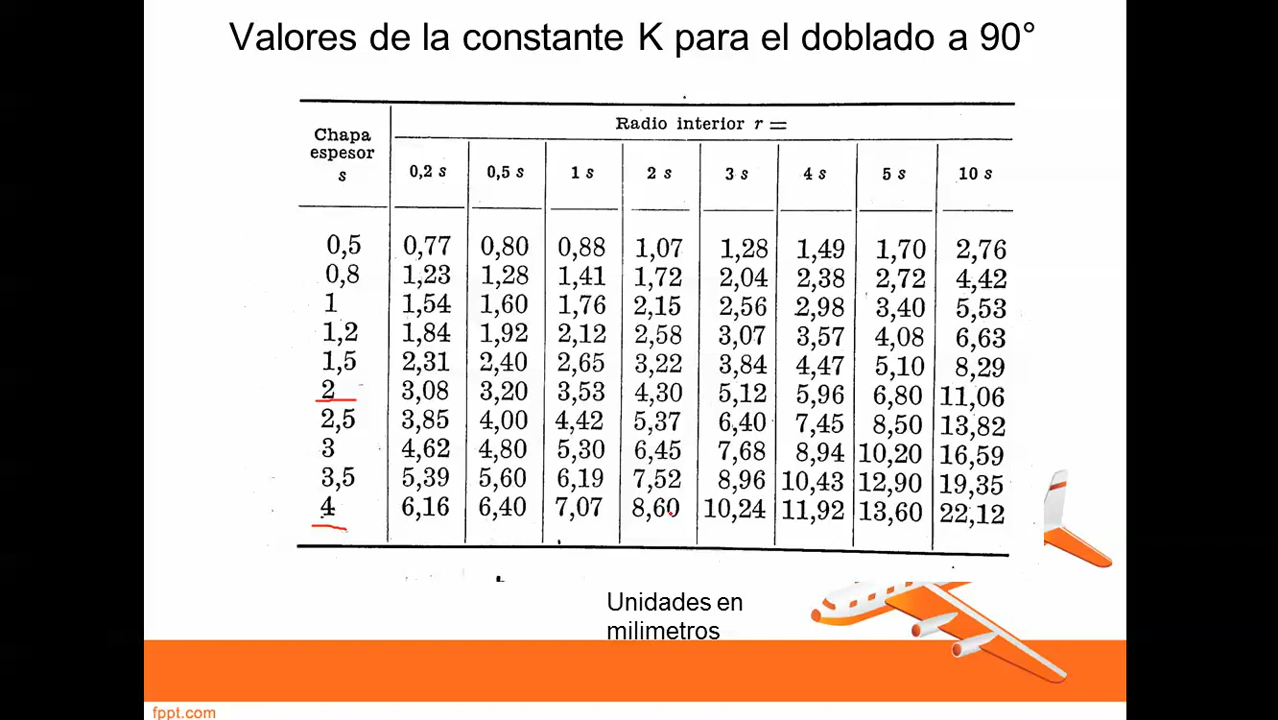 Valores de la constante K para el doblado a 90°
Chapa espesor s
Radio interior r =
0,2 s 0,5 s 1 s 2 s 3 s 4 s 5 s 10 s
0,5 0,77 0,80 0,88 1,07 1,28 1,49 1,70 2,76
0,8 1,23 1,28 1,41 1,72 2,04 2,38 2,72 4,42
1 1,54 1,60 1,76 2,15 2,56 2,98 3,40 5,53
1,2 1,84 1,92 2,12 2,58 3,07 3,57 4,08 6,63
1,5 2,31 2,40 2,65 3,22 3,84 4,47 5,10 8,29
2 3,08 3,20 3,53 4,30 5,12 5,96 6,80 11,06
2,5 3,85 4,00 4,42 5,37 6,40 7,45 8,50 13,82
3 4,62 4,80 5,30 6,45 7,68 8,94 10,20 16,59
3,5 5,39 5,60 6,19 7,52 8,96 10,43 12,90 19,35
4 6,16 6,40 7,07 8,60 10,24 11,92 13,60 22,12
Unidades en
milimetros
fppt.com